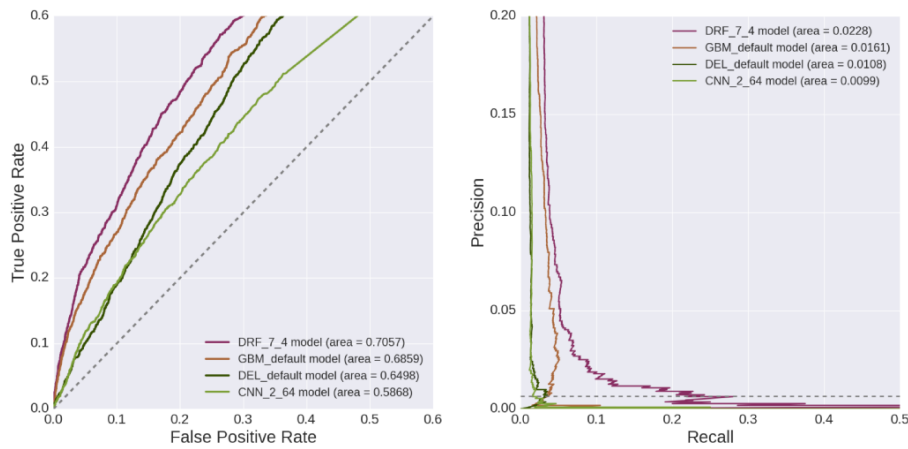 0.6
0.5
0.4
0.3
0.2
0.1
0.0
0.0 0.1 0.2 0.3 0.4 0.5 0.6
True Positive Rate
False Positive Rate
DRF_7_4 model (area = 0.7057)
GBM_default model (area = 0.6859)
DEL_default model (area = 0.6498)
CNN_2_64 model (area = 0.5868)
0.20
0.15
0.10
0.05
0.00
0.0 0.1 0.2 0.3 0.4 0.5
Precision
Recall
DRF_7_4 model (area = 0.0228)
GBM_default model (area = 0.0161)
DEL_default model (area = 0.0108)
CNN_2_64 model (area = 0.0099)